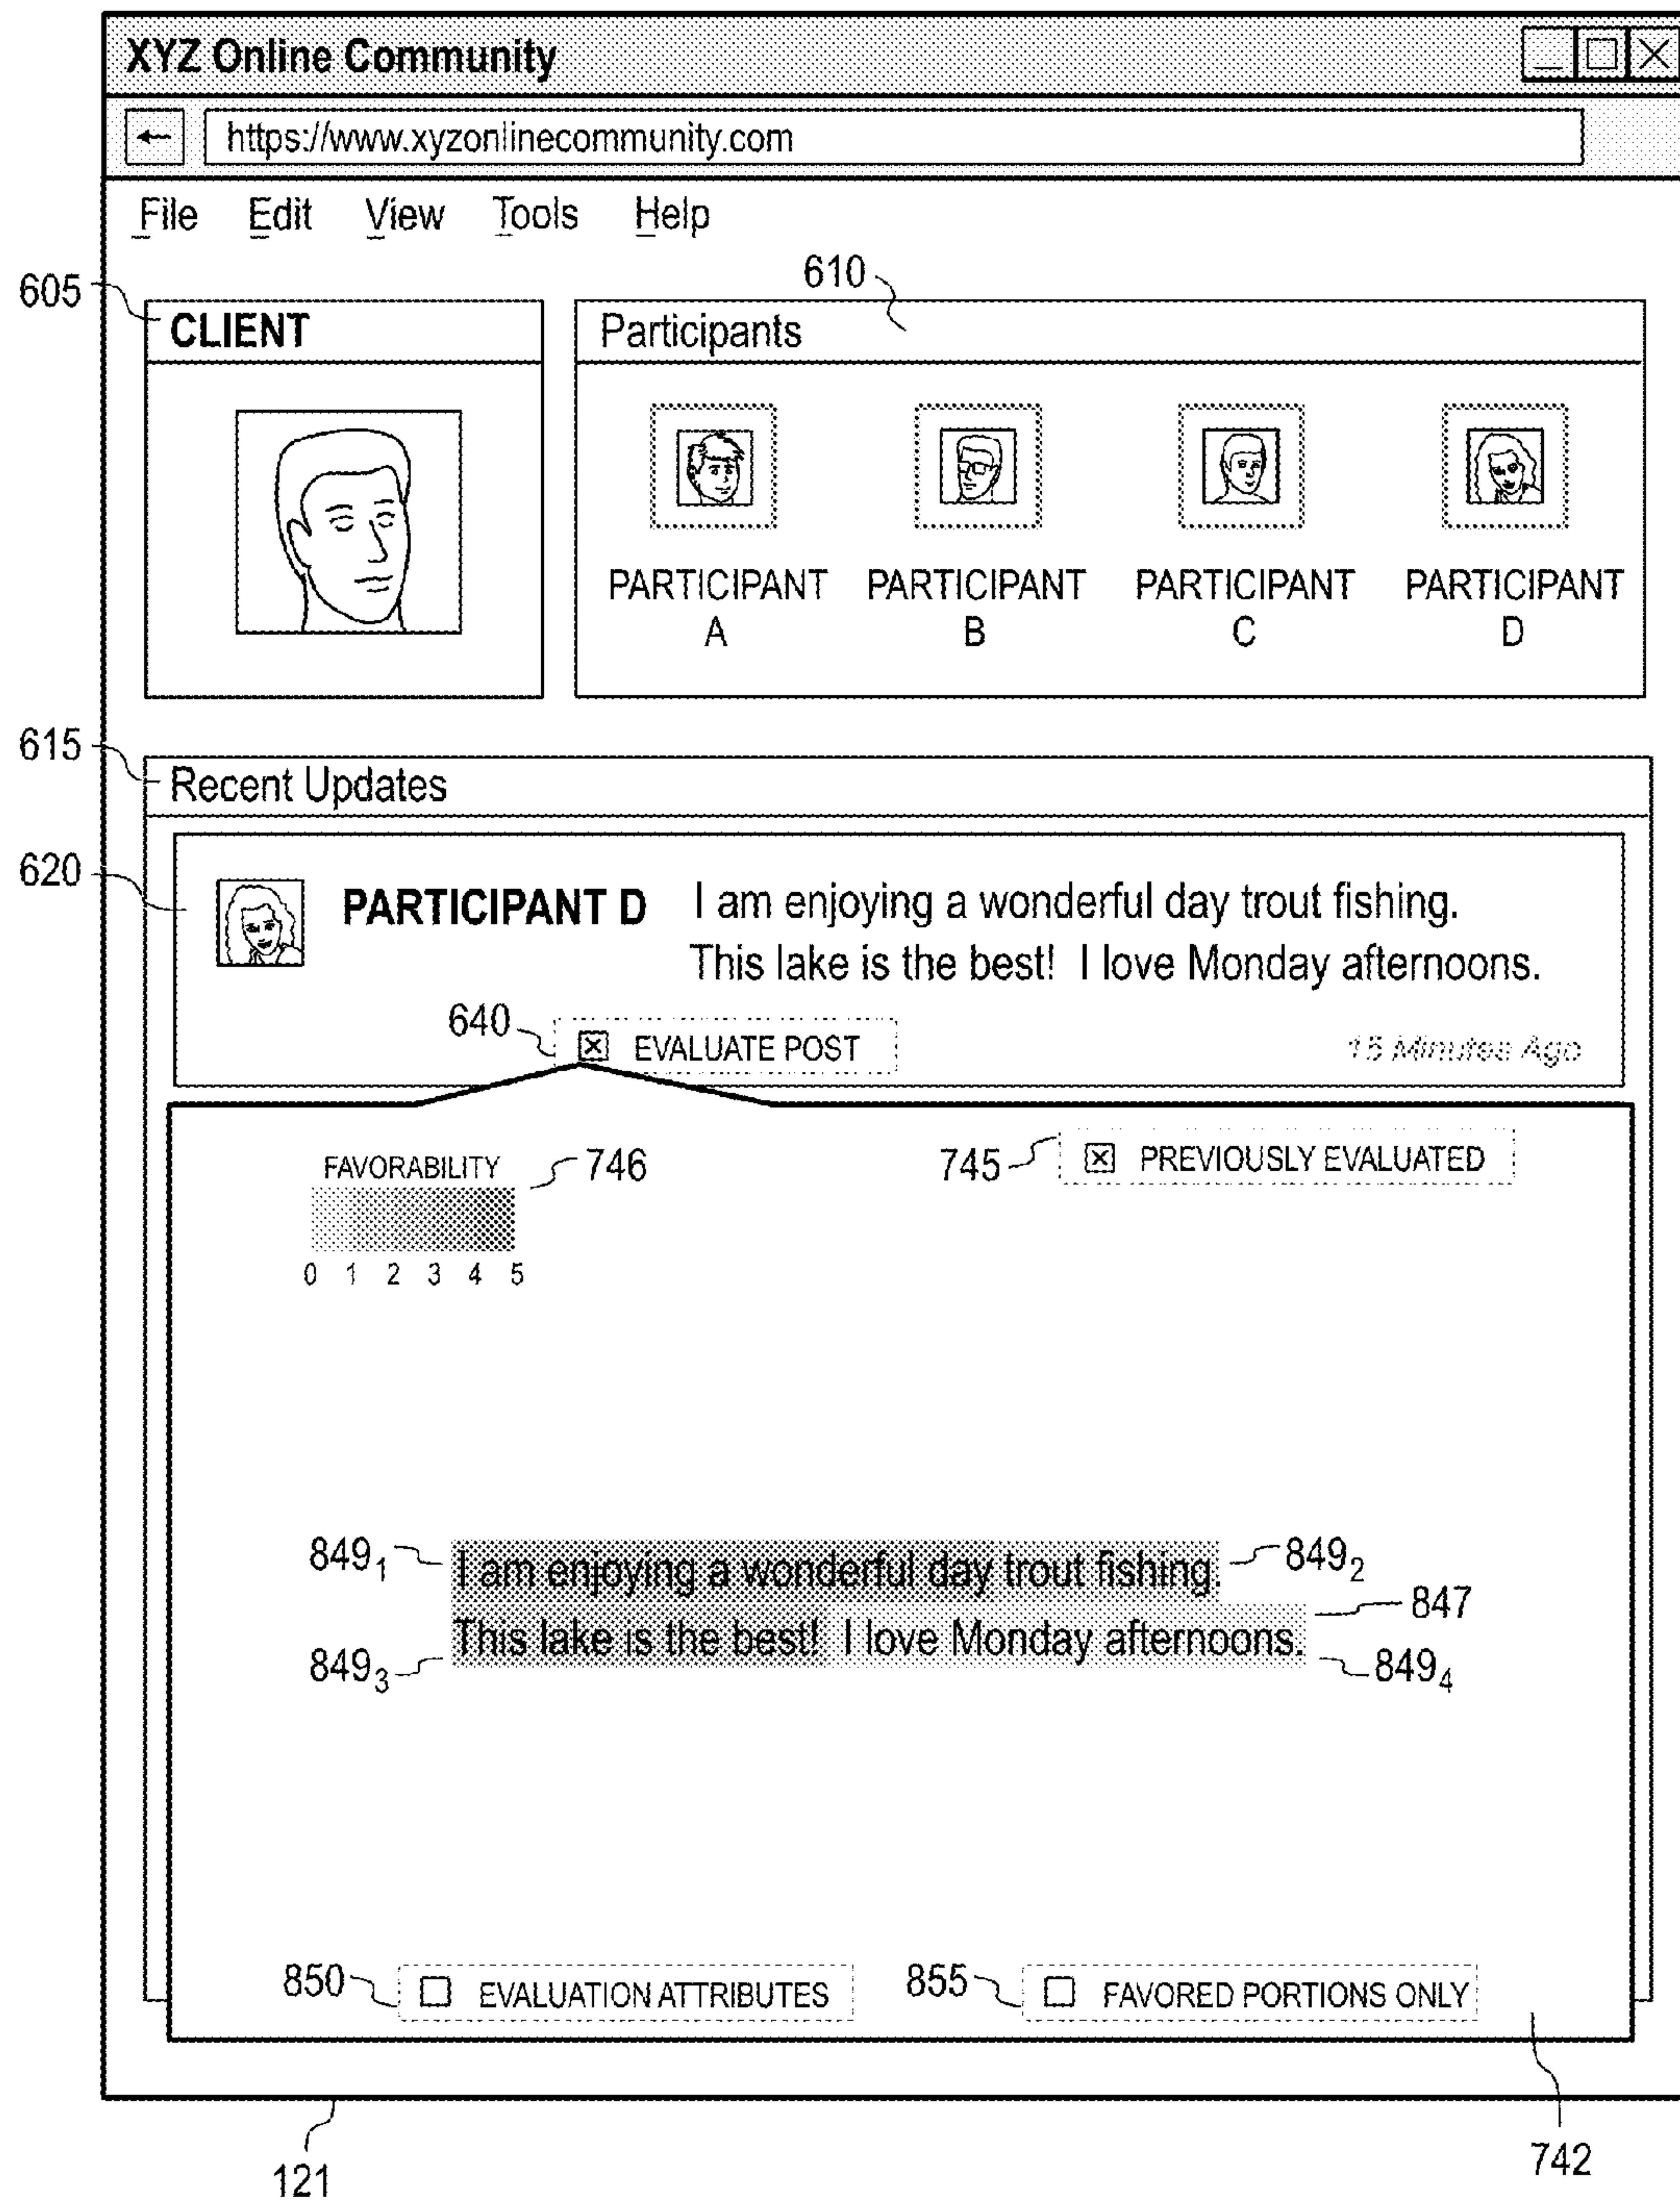 XYZ Online Community
https://www.xyzonlinecommunity.com
File Edit View Tools Help
605
610
CLIENT
Participants
PARTICIPANT A
PARTICIPANT B
PARTICIPANT C
PARTICIPANT D
615
Recent Updates
620
PARTICIPANT D I am enjoying a wonderful day trout fishing.
This lake is the best! I love Monday afternoons.
640 EVALUATE POST 15 Minutes Ago
FAVORABILITY 746
745 PREVIOUSLY EVALUATED
0 1 2 3 4 5
849₁ I am enjoying a wonderful day trout fishing. 849₂
847
849₃ This lake is the best! I love Monday afternoons. 849₄
850 EVALUATION ATTRIBUTES 855 FAVORED PORTIONS ONLY
121
742